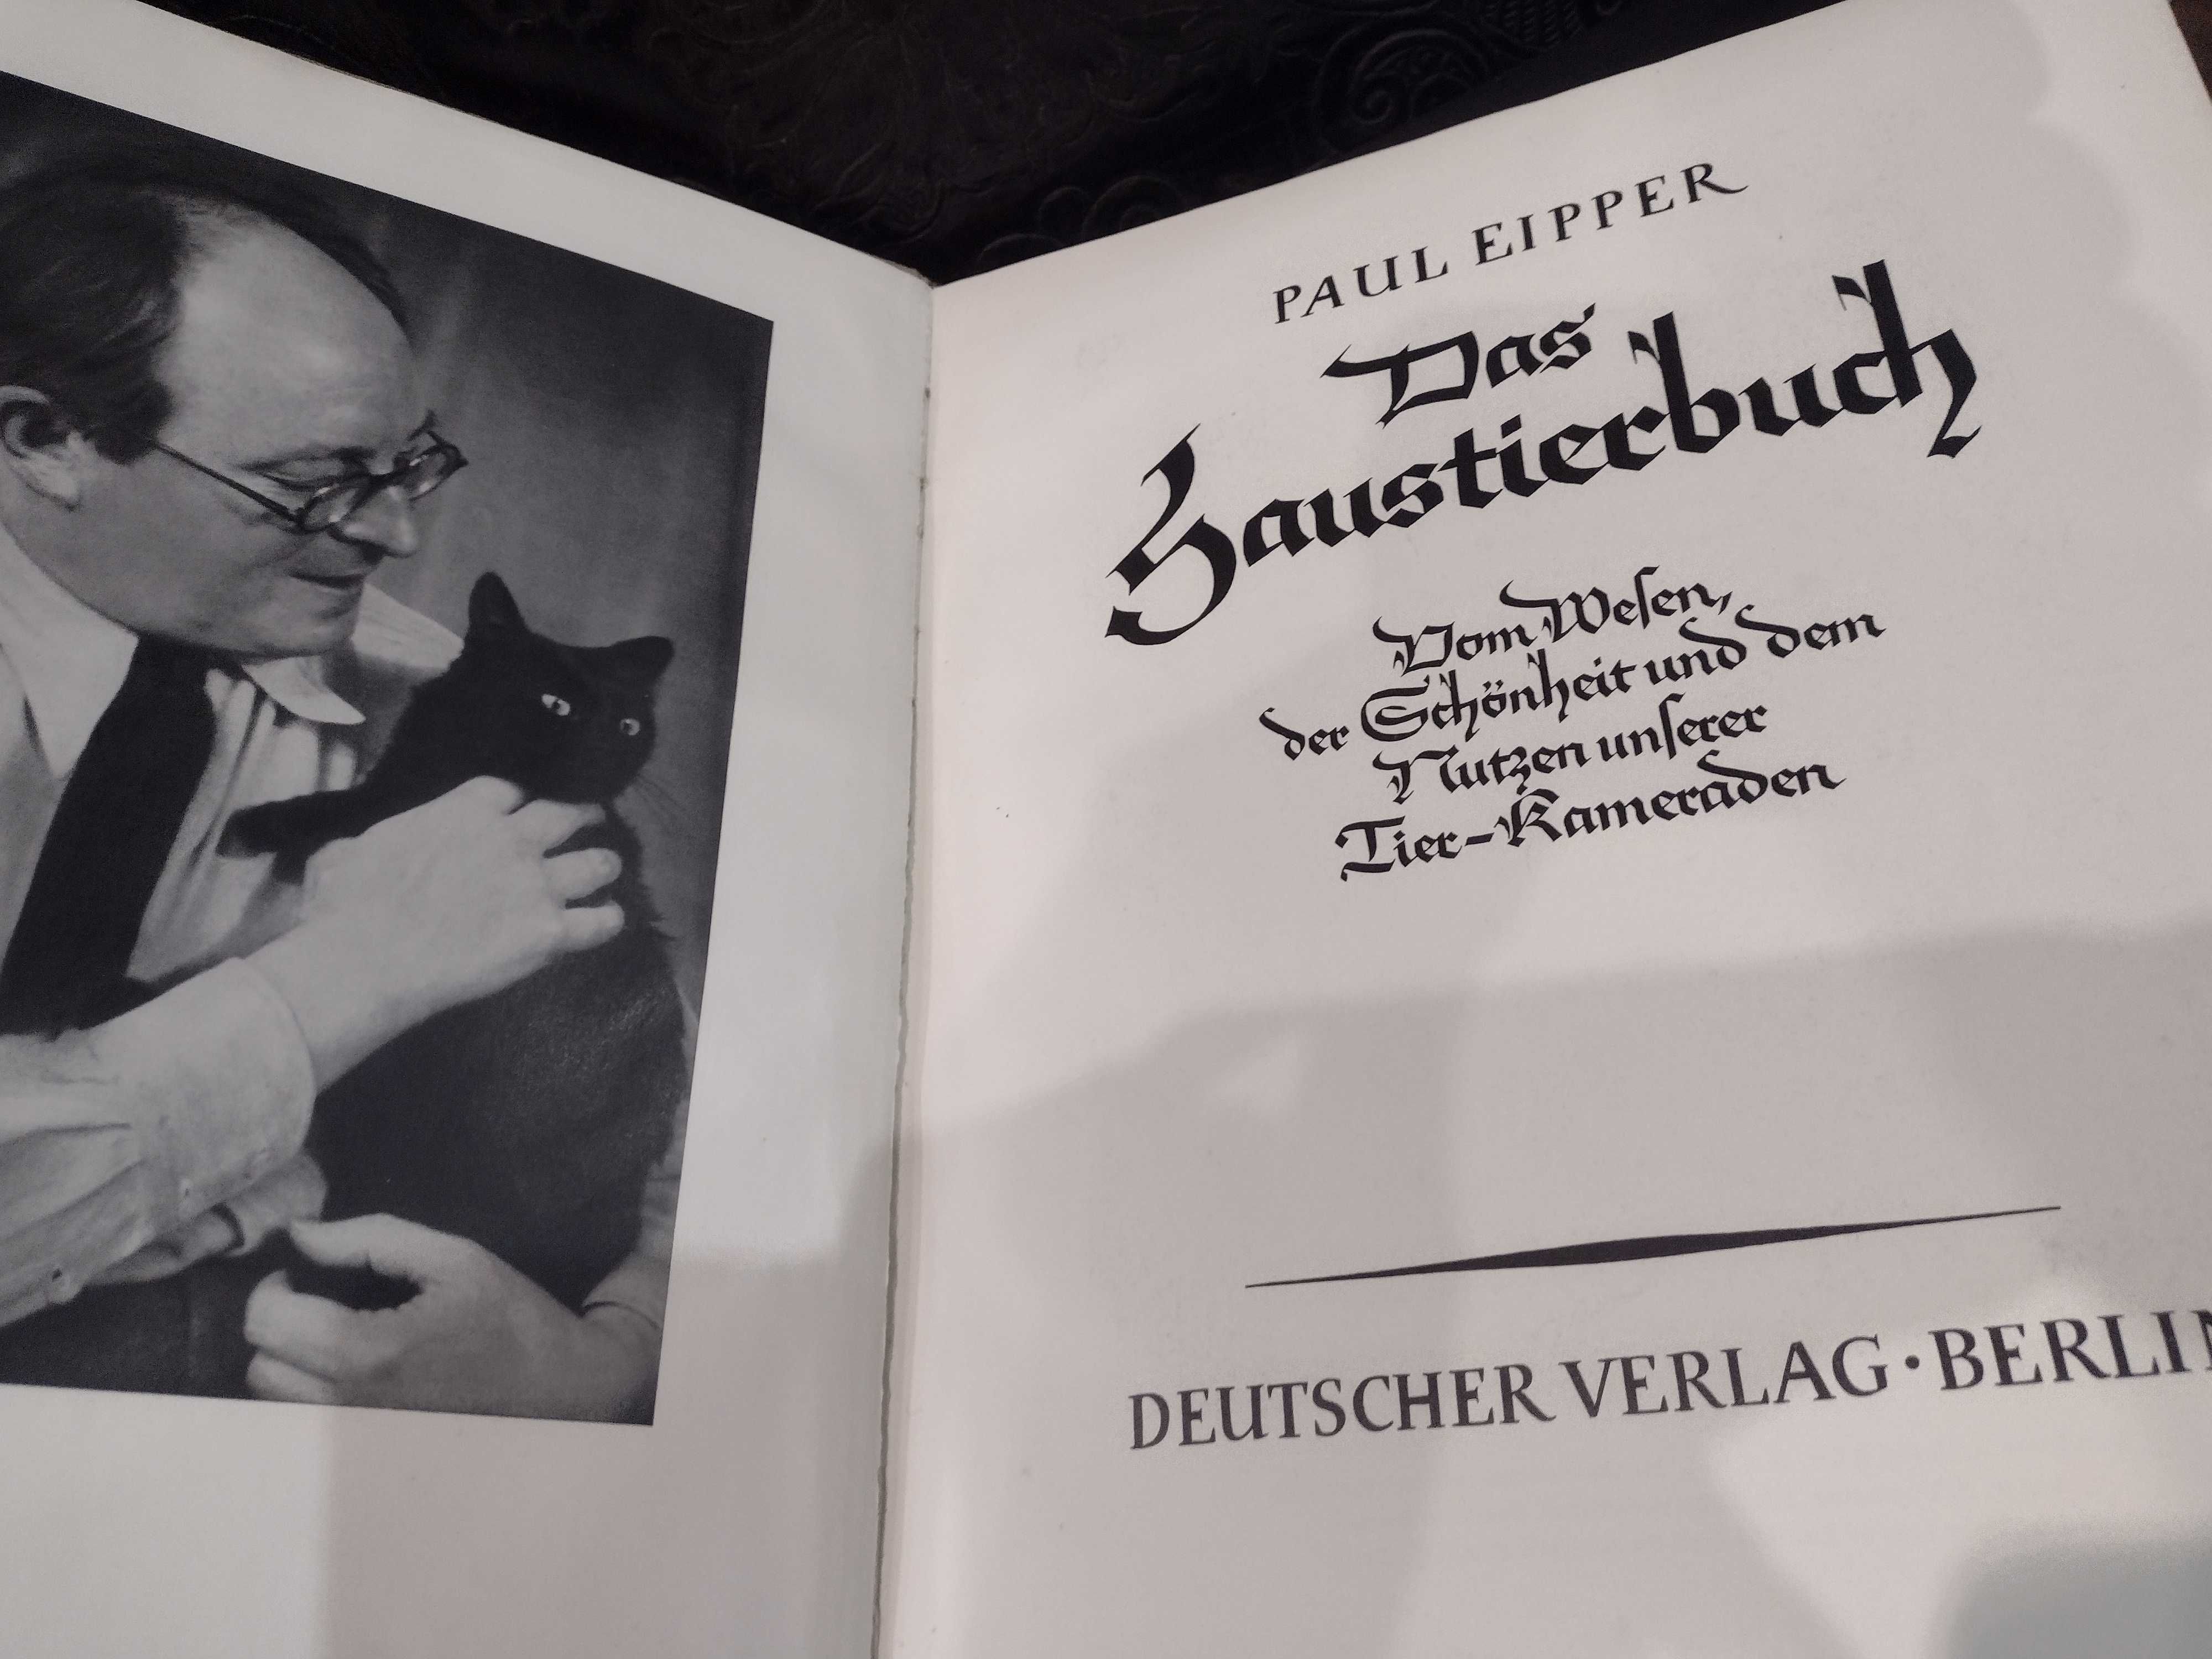 PAUL EIPPER
Das
Haustierbuch
Vom Weſen,
der Schönheit und dem
Nutzen unſerer
Tier-Kameraden
DEUTSCHER VERLAG · BERLIN